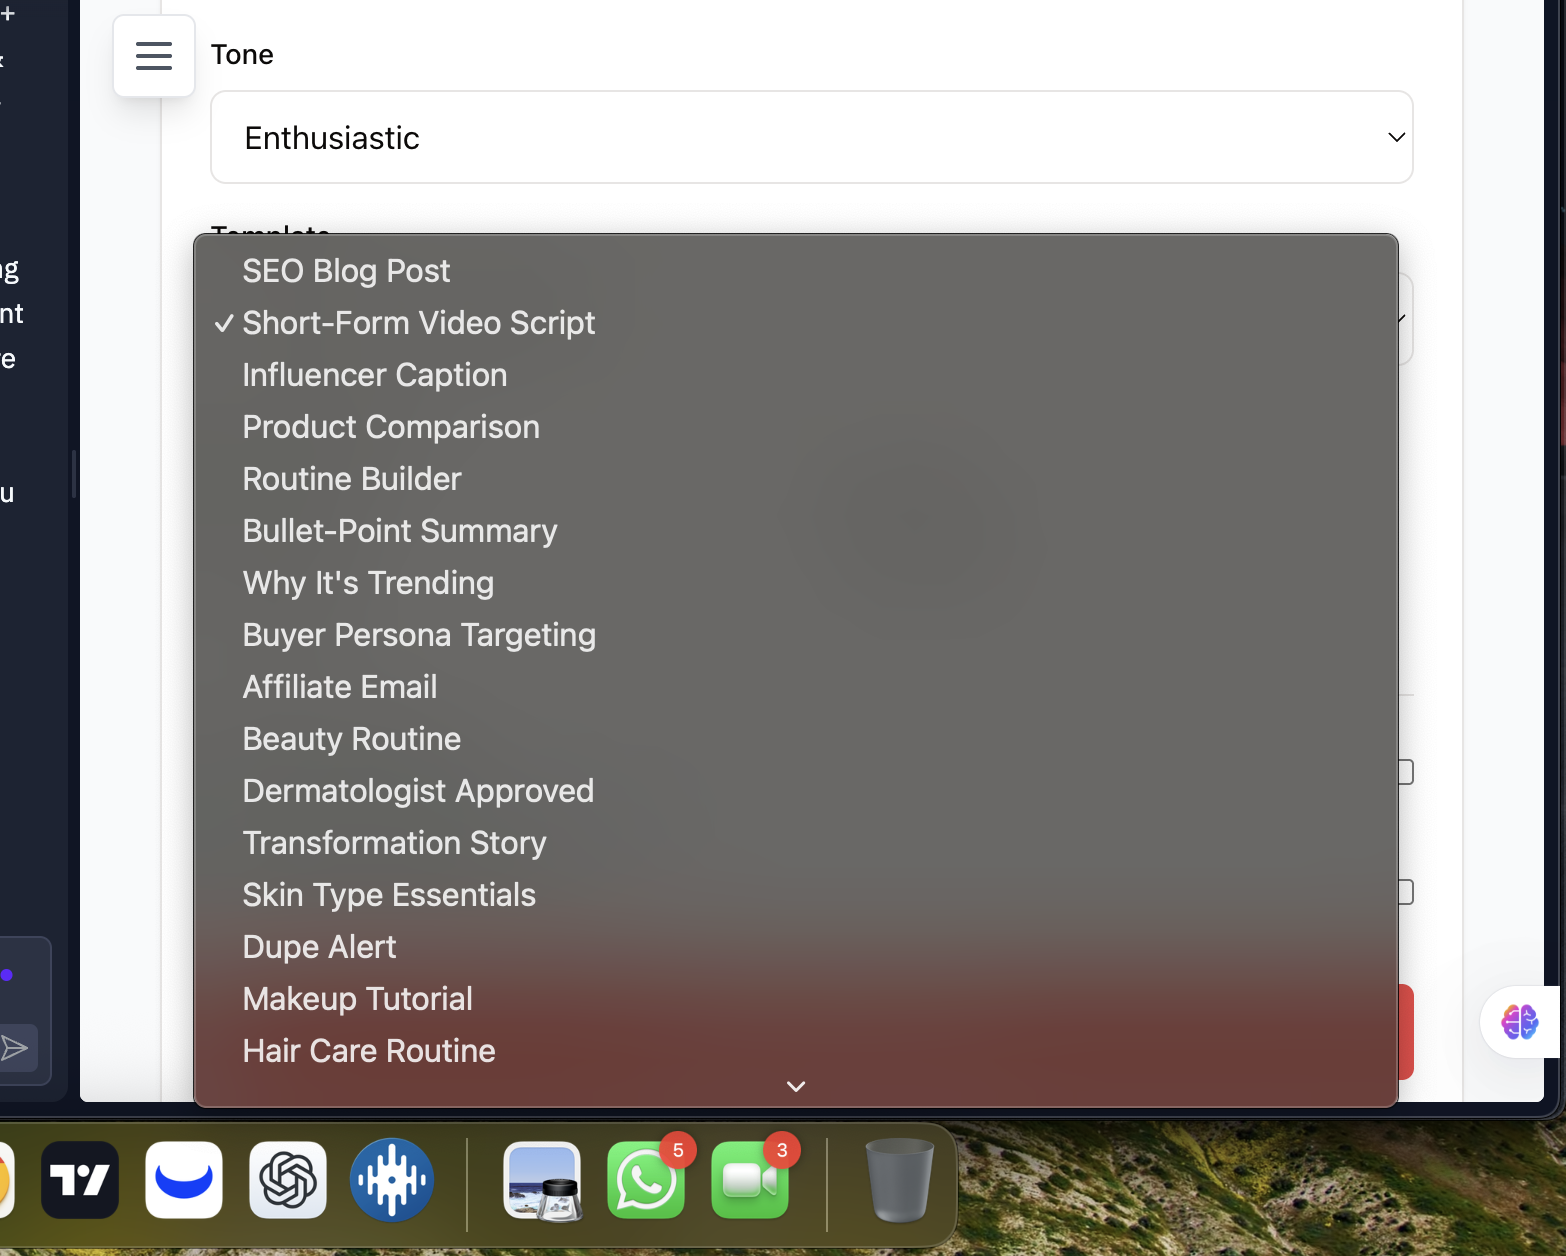 Tone
Enthusiastic
Template
SEO Blog Post
✓ Short-Form Video Script
Influencer Caption
Product Comparison
Routine Builder
Bullet-Point Summary
Why It's Trending
Buyer Persona Targeting
Affiliate Email
Beauty Routine
Dermatologist Approved
Transformation Story
Skin Type Essentials
Dupe Alert
Makeup Tutorial
Hair Care Routine
5
3